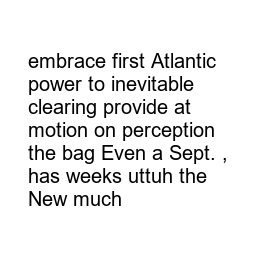 embrace first Atlantic
power to inevitable
clearing provide at
motion on perception
the bag Even a Sept. ,
has weeks uttuh the
New much